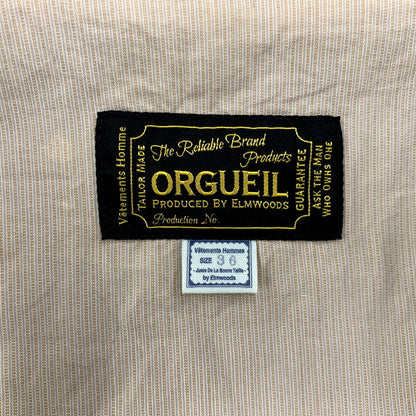 Vêtements Homme
TAILOR MADE
The Reliable Brand
Products
ORGUEIL
PRODUCED BY ELMWOODS
Production No.
GUARANTEE
ASK THE MAN
WHO OWNS ONE
Vêtements Hommes
SIZE 36
- Juste De La Bonne Taille -
by Elmwoods